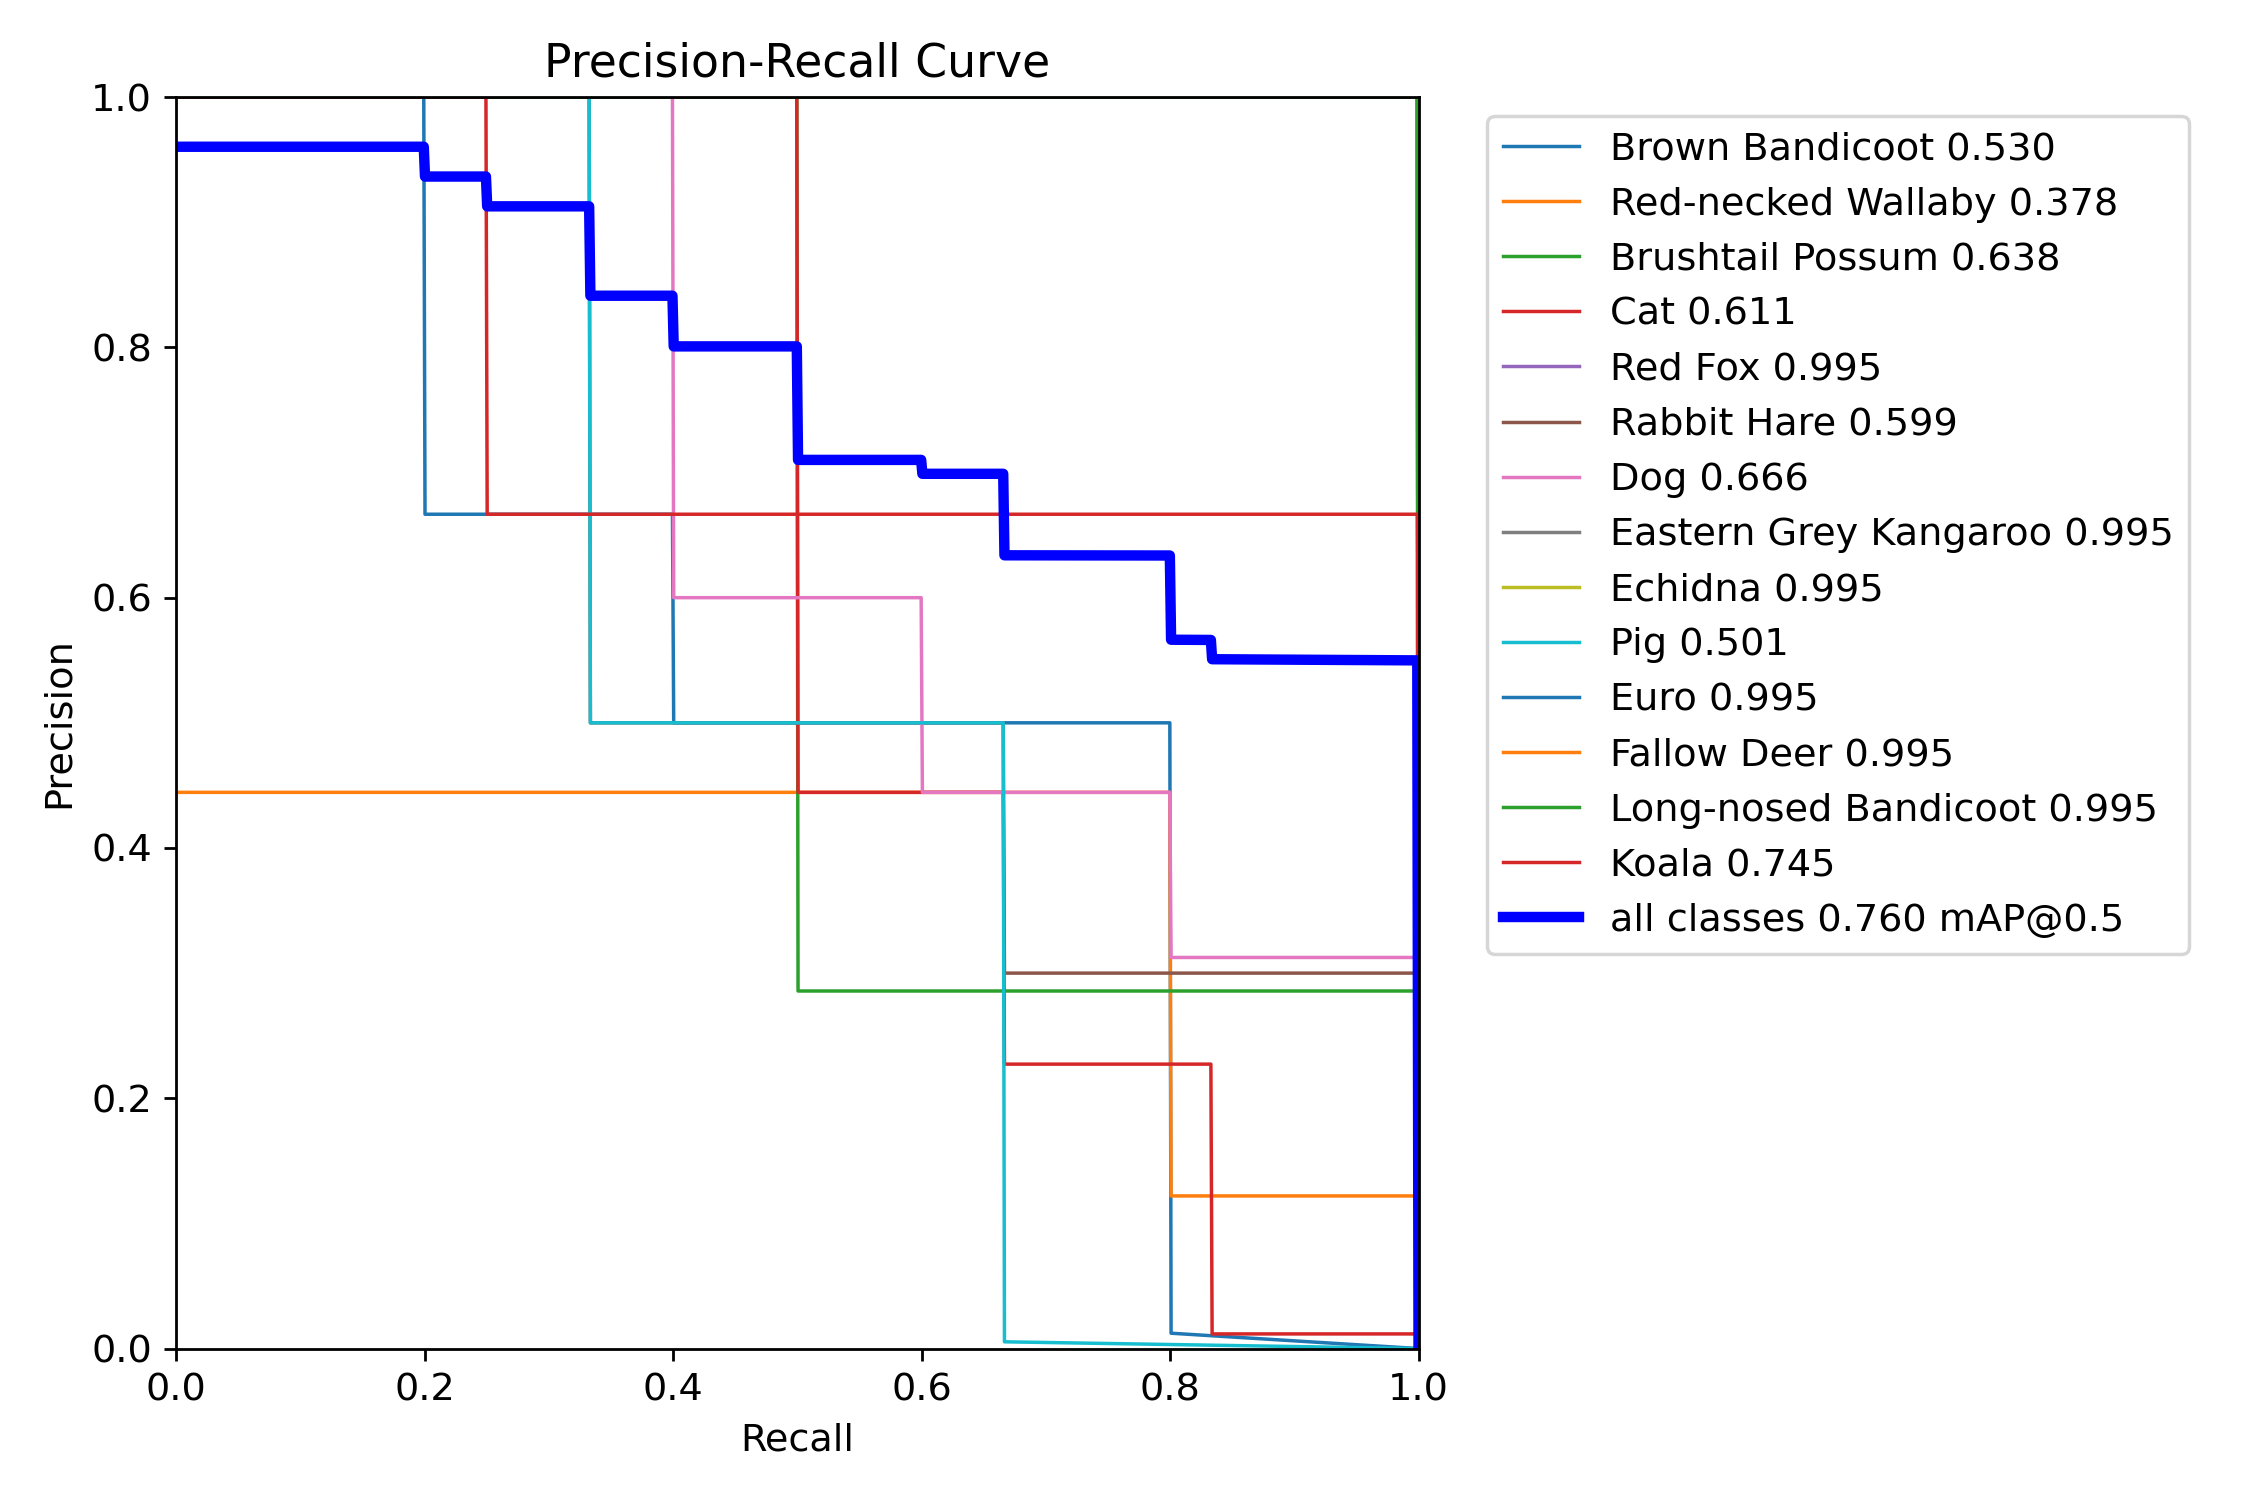 Precision-Recall Curve
1.0
0.8
0.6
0.4
0.2
0.0
Precision
0.0 0.2 0.4 0.6 0.8 1.0
Recall
Brown Bandicoot 0.530
Red-necked Wallaby 0.378
Brushtail Possum 0.638
Cat 0.611
Red Fox 0.995
Rabbit Hare 0.599
Dog 0.666
Eastern Grey Kangaroo 0.995
Echidna 0.995
Pig 0.501
Euro 0.995
Fallow Deer 0.995
Long-nosed Bandicoot 0.995
Koala 0.745
all classes 0.760 mAP@0.5